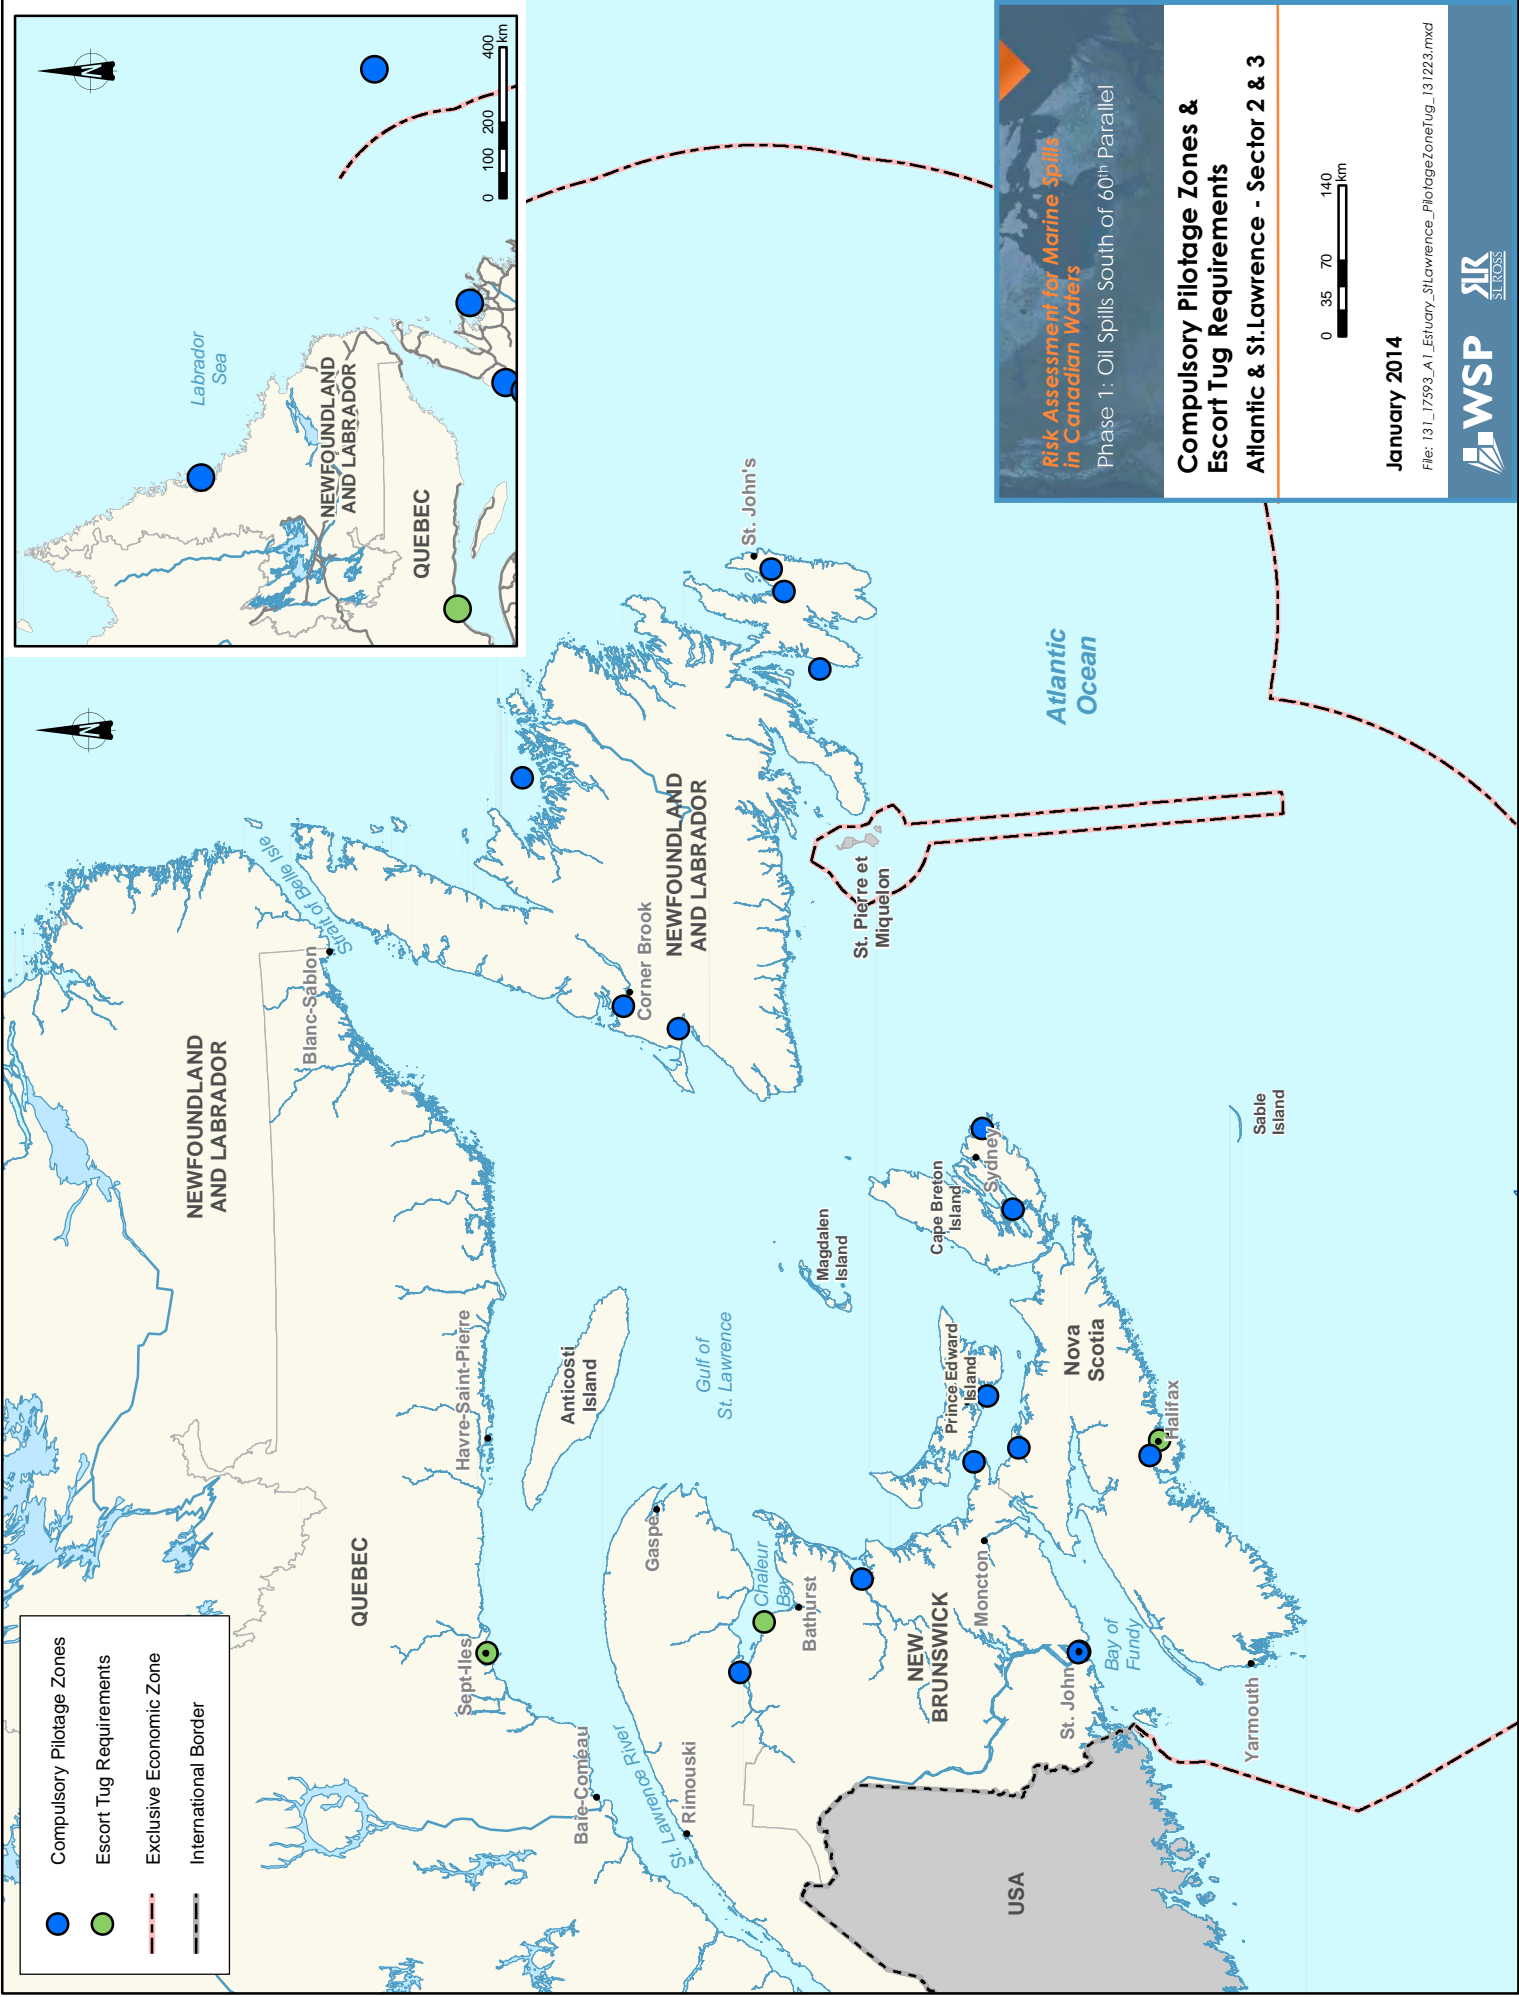 Compulsory Pilotage Zones
Escort Tug Requirements
Exclusive Economic Zone
International Border
N
Labrador
Sea
NEWFOUNDLAND
AND LABRADOR
QUEBEC
0 100 200 400
km
N
NEWFOUNDLAND
AND LABRADOR
Blanc-Sablon
Strait of Belle Isle
QUEBEC
Sept-Iles
Havre-Saint-Pierre
Baie-Comeau
Anticosti
Island
Corner Brook
NEWFOUNDLAND
AND LABRADOR
St. John's
St. Lawrence River
Rimouski
Gaspé
Gulf of
St. Lawrence
Chaleur
Bay
Bathurst
Magdalen
Island
St. Pierre et
Miquelon
NEW
BRUNSWICK
Moncton
Prince Edward
Island
Cape Breton
Island
Sydney
Atlantic
Ocean
USA
St. John
Bay of
Fundy
Nova
Scotia
Halifax
Yarmouth
Sable
Island
Risk Assessment for Marine Spills
in Canadian Waters
Phase 1: Oil Spills South of 60th Parallel
Compulsory Pilotage Zones &
Escort Tug Requirements
Atlantic & St.Lawrence - Sector 2 & 3
0 35 70 140
km
January 2014
File: 131_17593_A1_Estuary_StLawrence_PilotageZoneTug_131223.mxd
WSP
SLR
SL ROSS